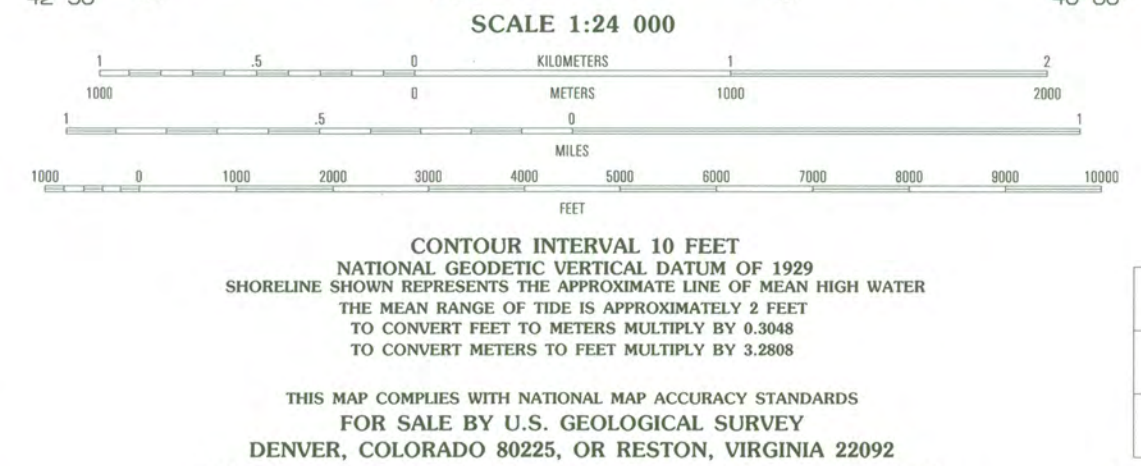 SCALE 1:24 000
1 .5 0 KILOMETERS 1 2
1000 0 METERS 1000 2000
1 .5 0 1
MILES
1000 0 1000 2000 3000 4000 5000 6000 7000 8000 9000 10000
FEET
CONTOUR INTERVAL 10 FEET
NATIONAL GEODETIC VERTICAL DATUM OF 1929
SHORELINE SHOWN REPRESENTS THE APPROXIMATE LINE OF MEAN HIGH WATER
THE MEAN RANGE OF TIDE IS APPROXIMATELY 2 FEET
TO CONVERT FEET TO METERS MULTIPLY BY 0.3048
TO CONVERT METERS TO FEET MULTIPLY BY 3.2808
THIS MAP COMPLIES WITH NATIONAL MAP ACCURACY STANDARDS
FOR SALE BY U.S. GEOLOGICAL SURVEY
DENVER, COLORADO 80225, OR RESTON, VIRGINIA 22092